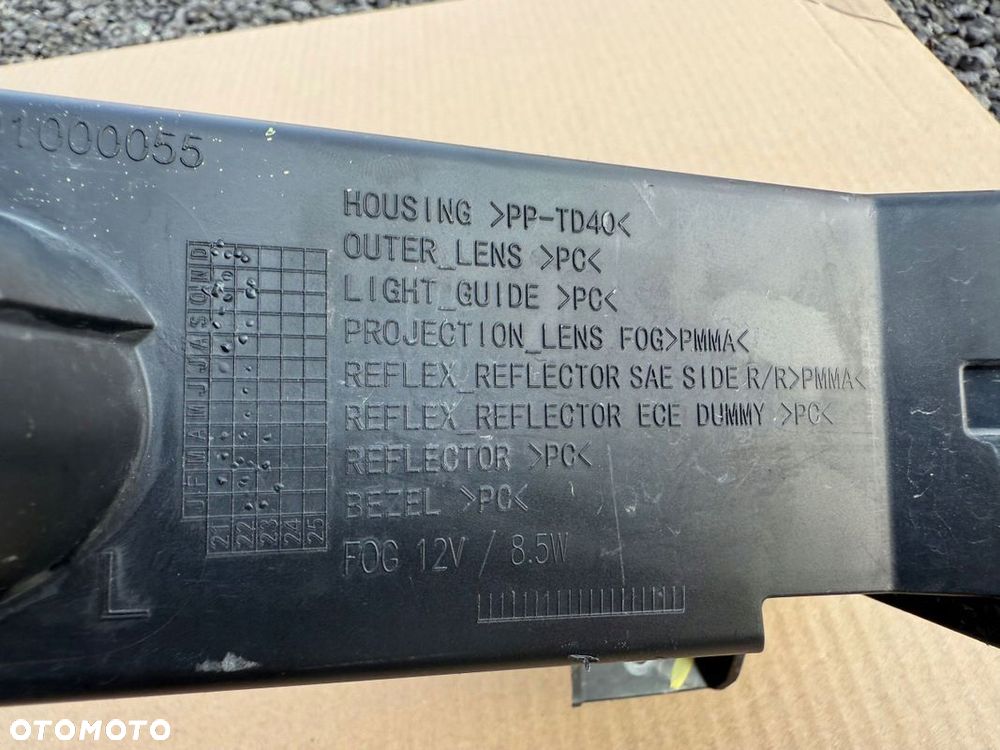 1000055
HOUSING >PP-TD40<
OUTER_LENS >PC<
LIGHT_GUIDE >PC<
PROJECTION_LENS FOG>PMMA<
REFLEX_REFLECTOR SAE SIDE R/R>PMMA<
REFLEX_REFLECTOR ECE DUMMY >PC<
REFLECTOR >PC<
BEZEL >PC<
FOG 12V / 8.5W
J F M A M J J A S O N D
21
22
23
24
25
L
OTOMOTO